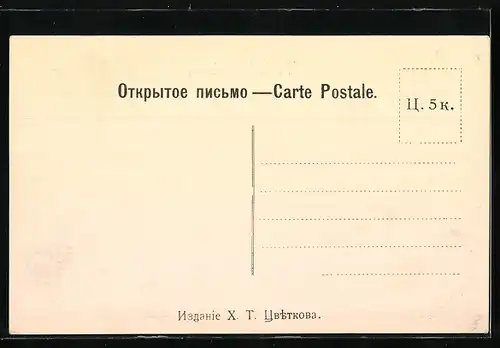 Открытое письмо — Carte Postale.
Ц. 5 к.
Изданіе Х. Т. Цвѣткова.